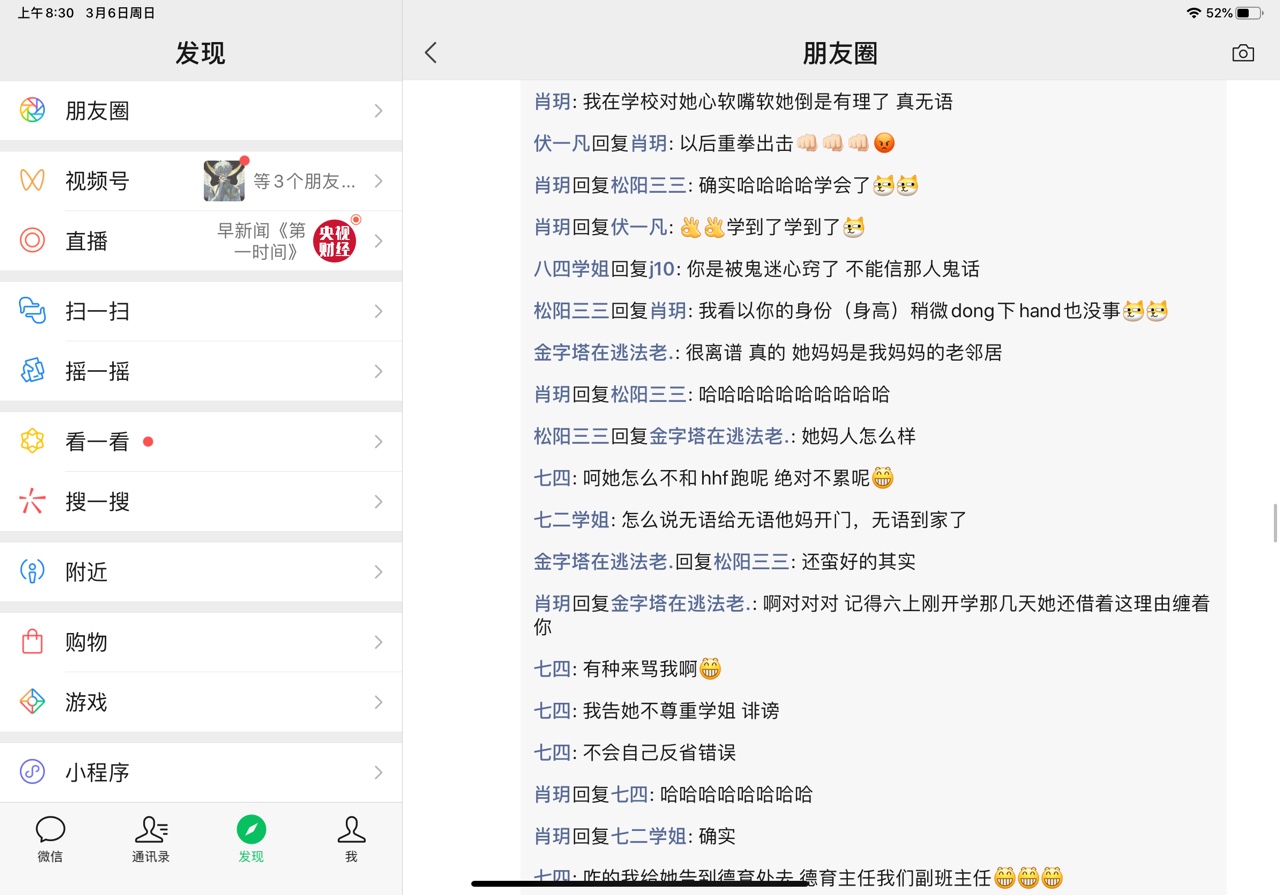 上午8:30 3月6日周日
52%
发现
朋友圈
视频号
等3个朋友...
直播
早新闻《第
一时间》
央视
财经
扫一扫
摇一摇
看一看
搜一搜
附近
购物
游戏
小程序
微信
通讯录
发现
我
朋友圈
肖玥: 我在学校对她心软嘴软她倒是有理了 真无语
伏一凡回复肖玥: 以后重拳出击👊🏻👊🏻👊🏻😡
肖玥回复松阳三三: 确实哈哈哈哈学会了
肖玥回复伏一凡: 👌👌学到了学到了
八四学姐回复j10: 你是被鬼迷心窍了 不能信那人鬼话
松阳三三回复肖玥: 我看以你的身份（身高）稍微dong下hand也没事
金字塔在逃法老.: 很离谱 真的 她妈妈是我妈妈的老邻居
肖玥回复松阳三三: 哈哈哈哈哈哈哈哈哈哈
松阳三三回复金字塔在逃法老.: 她妈人怎么样
七四: 呵她怎么不和hhf跑呢 绝对不累呢😁
七二学姐: 怎么说无语给无语他妈开门，无语到家了
金字塔在逃法老.回复松阳三三: 还蛮好的其实
肖玥回复金字塔在逃法老.: 啊对对对 记得六上刚开学那几天她还借着这理由缠着
你
七四: 有种来骂我啊😁
七四: 我告她不尊重学姐 诽谤
七四: 不会自己反省错误
肖玥回复七四: 哈哈哈哈哈哈哈哈
肖玥回复七二学姐: 确实
七四: 咋的我给她告到德育处去 德育主任我们副班主任😁😁😁